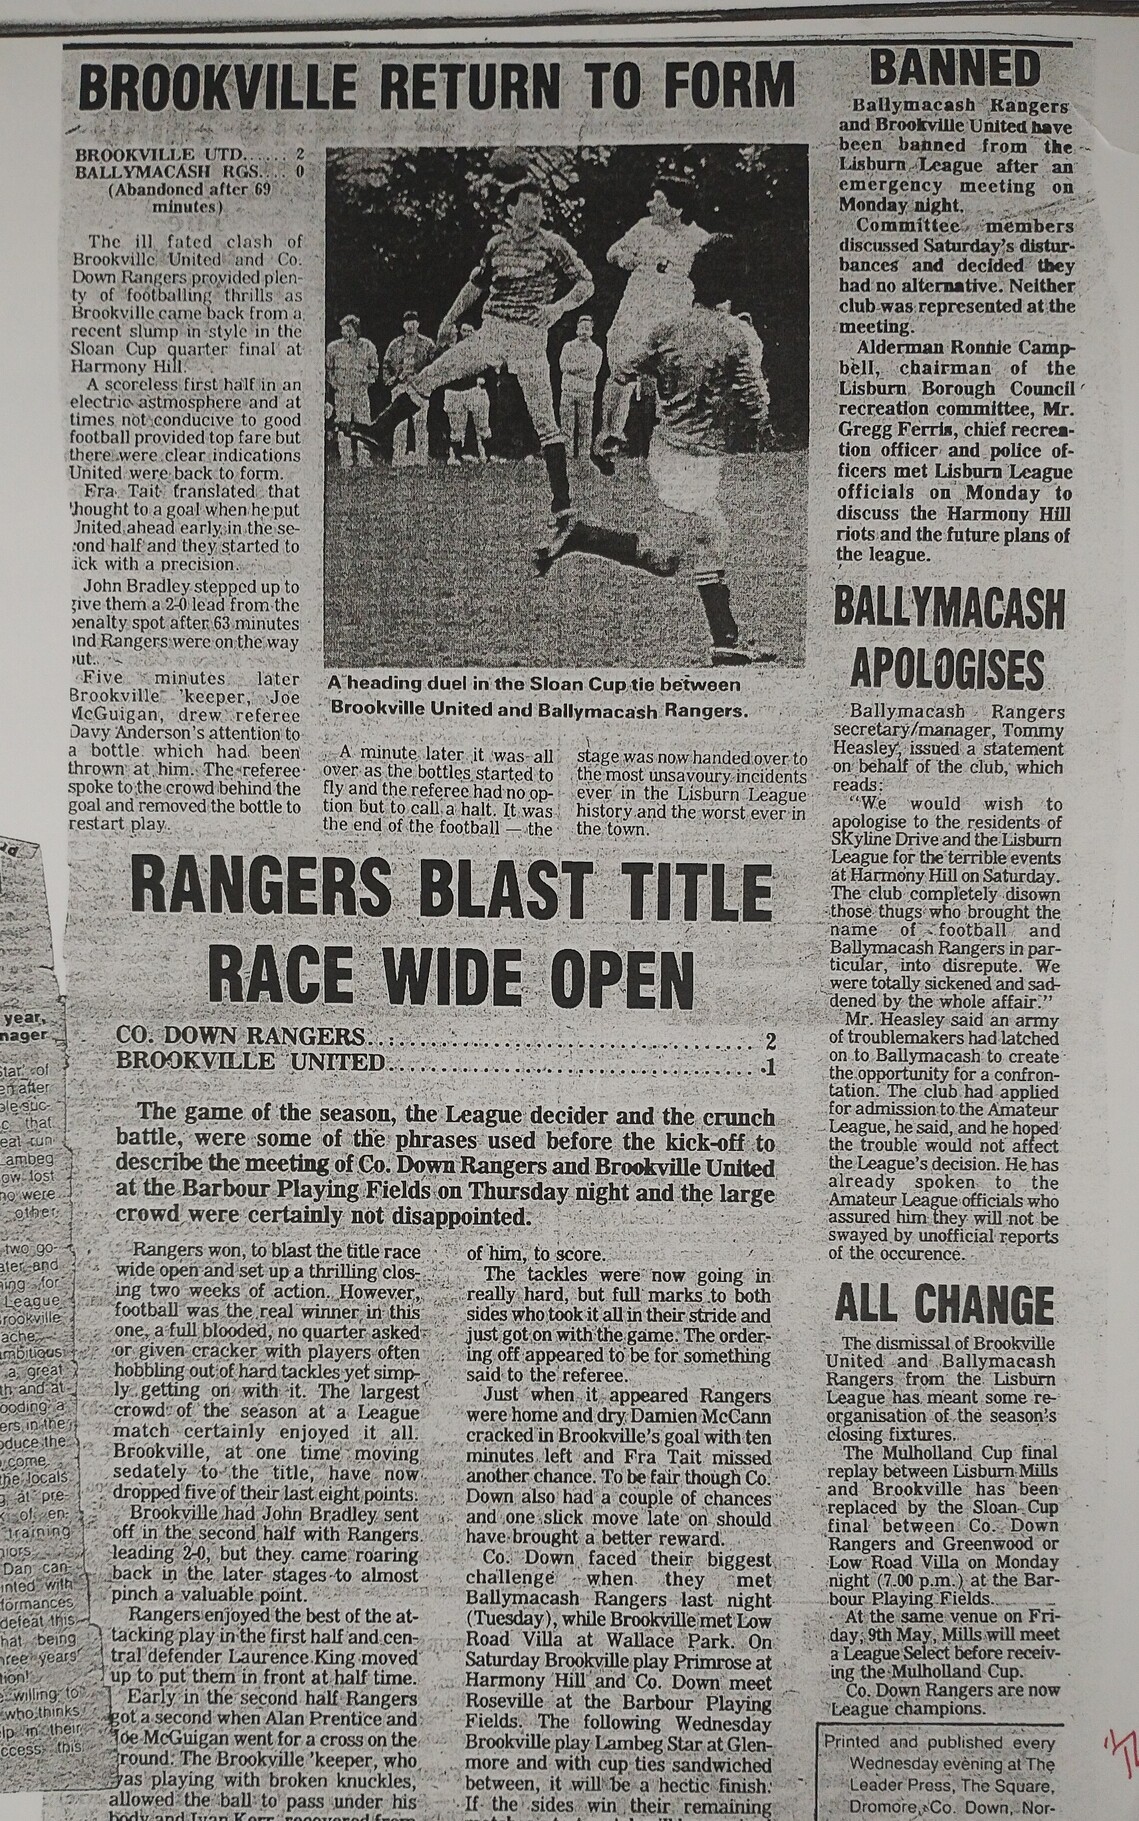 BROOKVILLE RETURN TO FORM
BROOKVILLE UTD...... 2
BALLYMACASH RGS.... 0
(Abandoned after 69
minutes)
The ill fated clash of
Brookville United and Co.
Down Rangers provided plen-
ty of footballing thrills as
Brookville came back from a
recent slump in style in the
Sloan Cup quarter final at
Harmony Hill.
A scoreless first half in an
electric astmosphere and at
times not conducive to good
football provided top fare but
there were clear indications
United were back to form.
Fra Tait translated that
hought to a goal when he put
United ahead early in the se-
ond half and they started to
ick with a precision.
John Bradley stepped up to
give them a 2-0 lead from the
penalty spot after 63 minutes
and Rangers were on the way
out.
Five minutes later
Brookville 'keeper, Joe
McGuigan, drew referee
Davy Anderson's attention to
a bottle which had been
thrown at him. The referee
spoke to the crowd behind the
goal and removed the bottle to
restart play.
A heading duel in the Sloan Cup tie between
Brookville United and Ballymacash Rangers.
A minute later it was all
over as the bottles started to
fly and the referee had no op-
tion but to call a halt. It was
the end of the football — the
stage was now handed over to
the most unsavoury incidents
ever in the Lisburn League
history and the worst ever in
the town.
RANGERS BLAST TITLE
RACE WIDE OPEN
CO. DOWN RANGERS................................................ 2
BROOKVILLE UNITED.............................................. 1
The game of the season, the League decider and the crunch
battle, were some of the phrases used before the kick-off to
describe the meeting of Co. Down Rangers and Brookville United
at the Barbour Playing Fields on Thursday night and the large
crowd were certainly not disappointed.
Rangers won, to blast the title race
wide open and set up a thrilling clos-
ing two weeks of action. However,
football was the real winner in this
one, a full blooded, no quarter asked
or given cracker with players often
hobbling out of hard tackles yet simp-
ly getting on with it. The largest
crowd of the season at a League
match certainly enjoyed it all.
Brookville, at one time moving
sedately to the title, have now
dropped five of their last eight points.
Brookville had John Bradley sent
off in the second half with Rangers
leading 2-0, but they came roaring
back in the later stages to almost
pinch a valuable point.
Rangers enjoyed the best of the at-
tacking play in the first half and cen-
tral defender Laurence King moved
up to put them in front at half time.
Early in the second half Rangers
got a second when Alan Prentice and
Joe McGuigan went for a cross on the
ground. The Brookville 'keeper, who
was playing with broken knuckles,
allowed the ball to pass under his
body and Ivan Kerr recovered from
of him, to score.
The tackles were now going in
really hard, but full marks to both
sides who took it all in their stride and
just got on with the game. The order-
ing off appeared to be for something
said to the referee.
Just when it appeared Rangers
were home and dry Damien McCann
cracked in Brookville's goal with ten
minutes left and Fra Tait missed
another chance. To be fair though Co.
Down also had a couple of chances
and one slick move late on should
have brought a better reward.
Co. Down faced their biggest
challenge when they met
Ballymacash Rangers last night
(Tuesday), while Brookville met Low
Road Villa at Wallace Park. On
Saturday Brookville play Primrose at
Harmony Hill and Co. Down meet
Roseville at the Barbour Playing
Fields. The following Wednesday
Brookville play Lambeg Star at Glen-
more and with cup ties sandwiched
between, it will be a hectic finish.
If the sides win their remaining
BANNED
Ballymacash Rangers
and Brookville United have
been banned from the
Lisburn League after an
emergency meeting on
Monday night.
Committee members
discussed Saturday's distur-
bances and decided they
had no alternative. Neither
club was represented at the
meeting.
Alderman Ronnie Camp-
bell, chairman of the
Lisburn Borough Council
recreation committee, Mr.
Gregg Ferris, chief recrea-
tion officer and police of-
ficers met Lisburn League
officials on Monday to
discuss the Harmony Hill
riots and the future plans of
the league.
BALLYMACASH
APOLOGISES
Ballymacash Rangers
secretary/manager, Tommy
Heasley, issued a statement
on behalf of the club, which
reads:
"We would wish to
apologise to the residents of
Skyline Drive and the Lisburn
League for the terrible events
at Harmony Hill on Saturday.
The club completely disown
those thugs who brought the
name of football and
Ballymacash Rangers in par-
ticular, into disrepute. We
were totally sickened and sad-
dened by the whole affair."
Mr. Heasley said an army
of troublemakers had latched
on to Ballymacash to create
the opportunity for a confron-
tation. The club had applied
for admission to the Amateur
League, he said, and he hoped
the trouble would not affect
the League's decision. He has
already spoken to the
Amateur League officials who
assured him they will not be
swayed by unofficial reports
of the occurence.
ALL CHANGE
The dismissal of Brookville
United and Ballymacash
Rangers from the Lisburn
League has meant some re-
organisation of the season's
closing fixtures.
The Mulholland Cup final
replay between Lisburn Mills
and Brookville has been
replaced by the Sloan Cup
final between Co. Down
Rangers and Greenwood or
Low Road Villa on Monday
night (7.00 p.m.) at the Bar-
bour Playing Fields.
At the same venue on Fri-
day, 9th May, Mills will meet
a League Select before receiv-
ing the Mulholland Cup.
Co. Down Rangers are now
League champions.
Printed and published every
Wednesday evening at The
Leader Press, The Square,
Dromore, Co. Down, Nor-
year,
nager